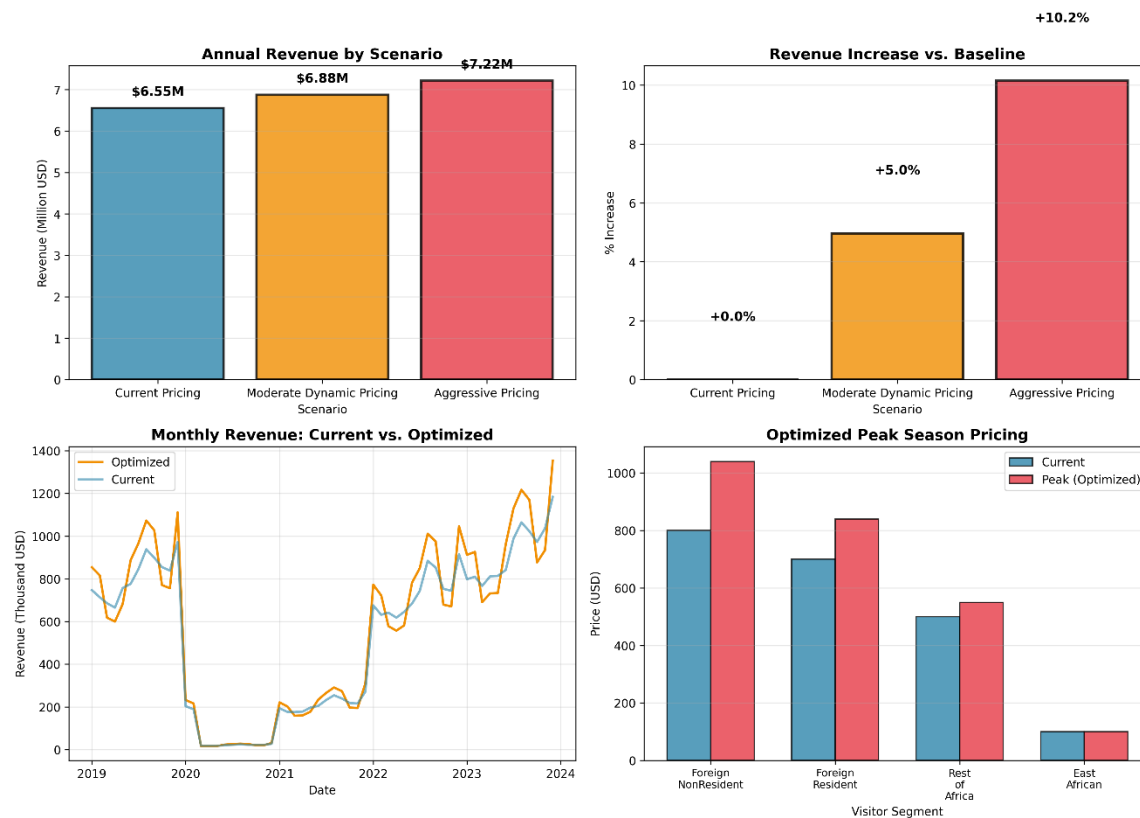 Annual Revenue by Scenario
$6.55M
$6.88M
$7.22M
7
6
5
4
3
2
1
0
Revenue (Million USD)
Current Pricing
Moderate Dynamic Pricing
Aggressive Pricing
Scenario
+10.2%
Revenue Increase vs. Baseline
+5.0%
+0.0%
10
8
6
4
2
0
% Increase
Current Pricing
Moderate Dynamic Pricing
Aggressive Pricing
Scenario
Monthly Revenue: Current vs. Optimized
Optimized
Current
1400
1200
1000
800
600
400
200
0
Revenue (Thousand USD)
2019
2020
2021
2022
2023
2024
Date
Optimized Peak Season Pricing
Current
Peak (Optimized)
1000
800
600
400
200
0
Price (USD)
Foreign
NonResident
Foreign
Resident
Rest
of
Africa
East
African
Visitor Segment